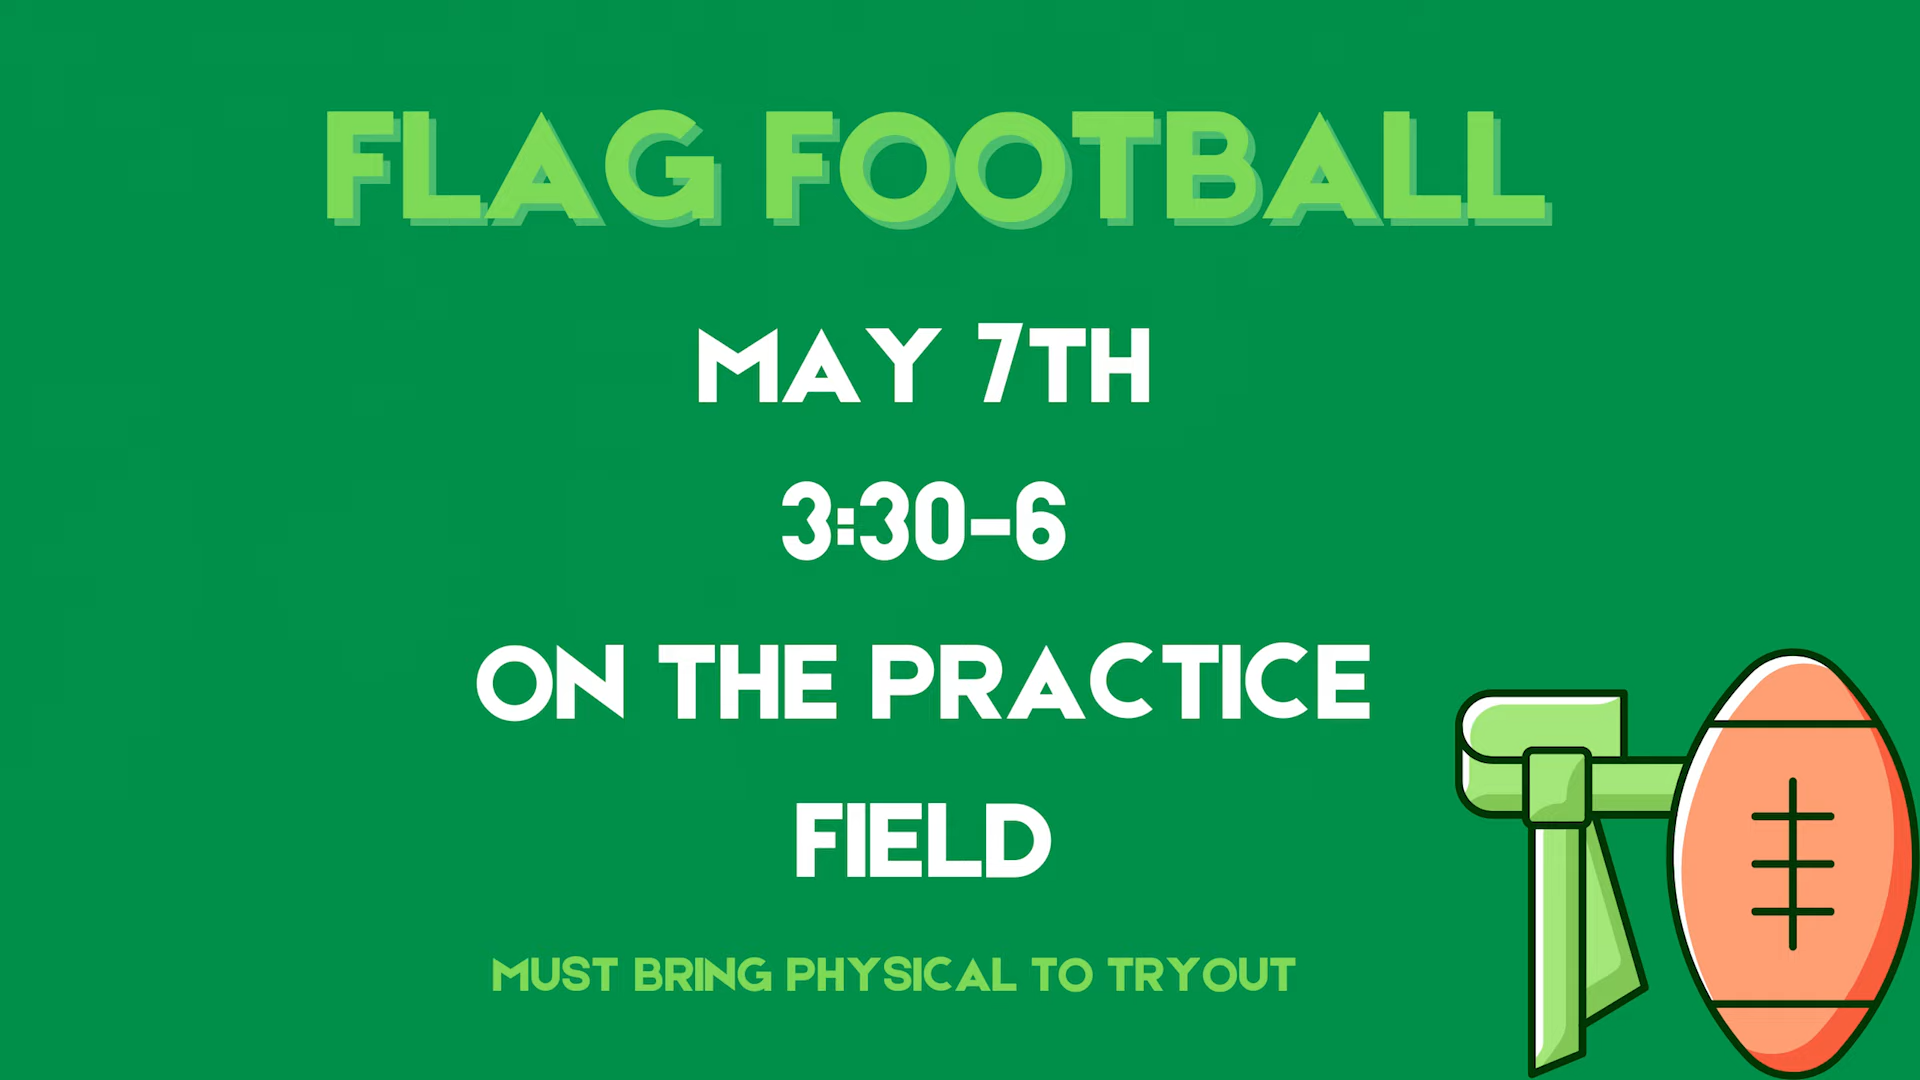 FLAG FOOTBALL
MAY 7TH
3:30-6
ON THE PRACTICE
FIELD
MUST BRING PHYSICAL TO TRYOUT